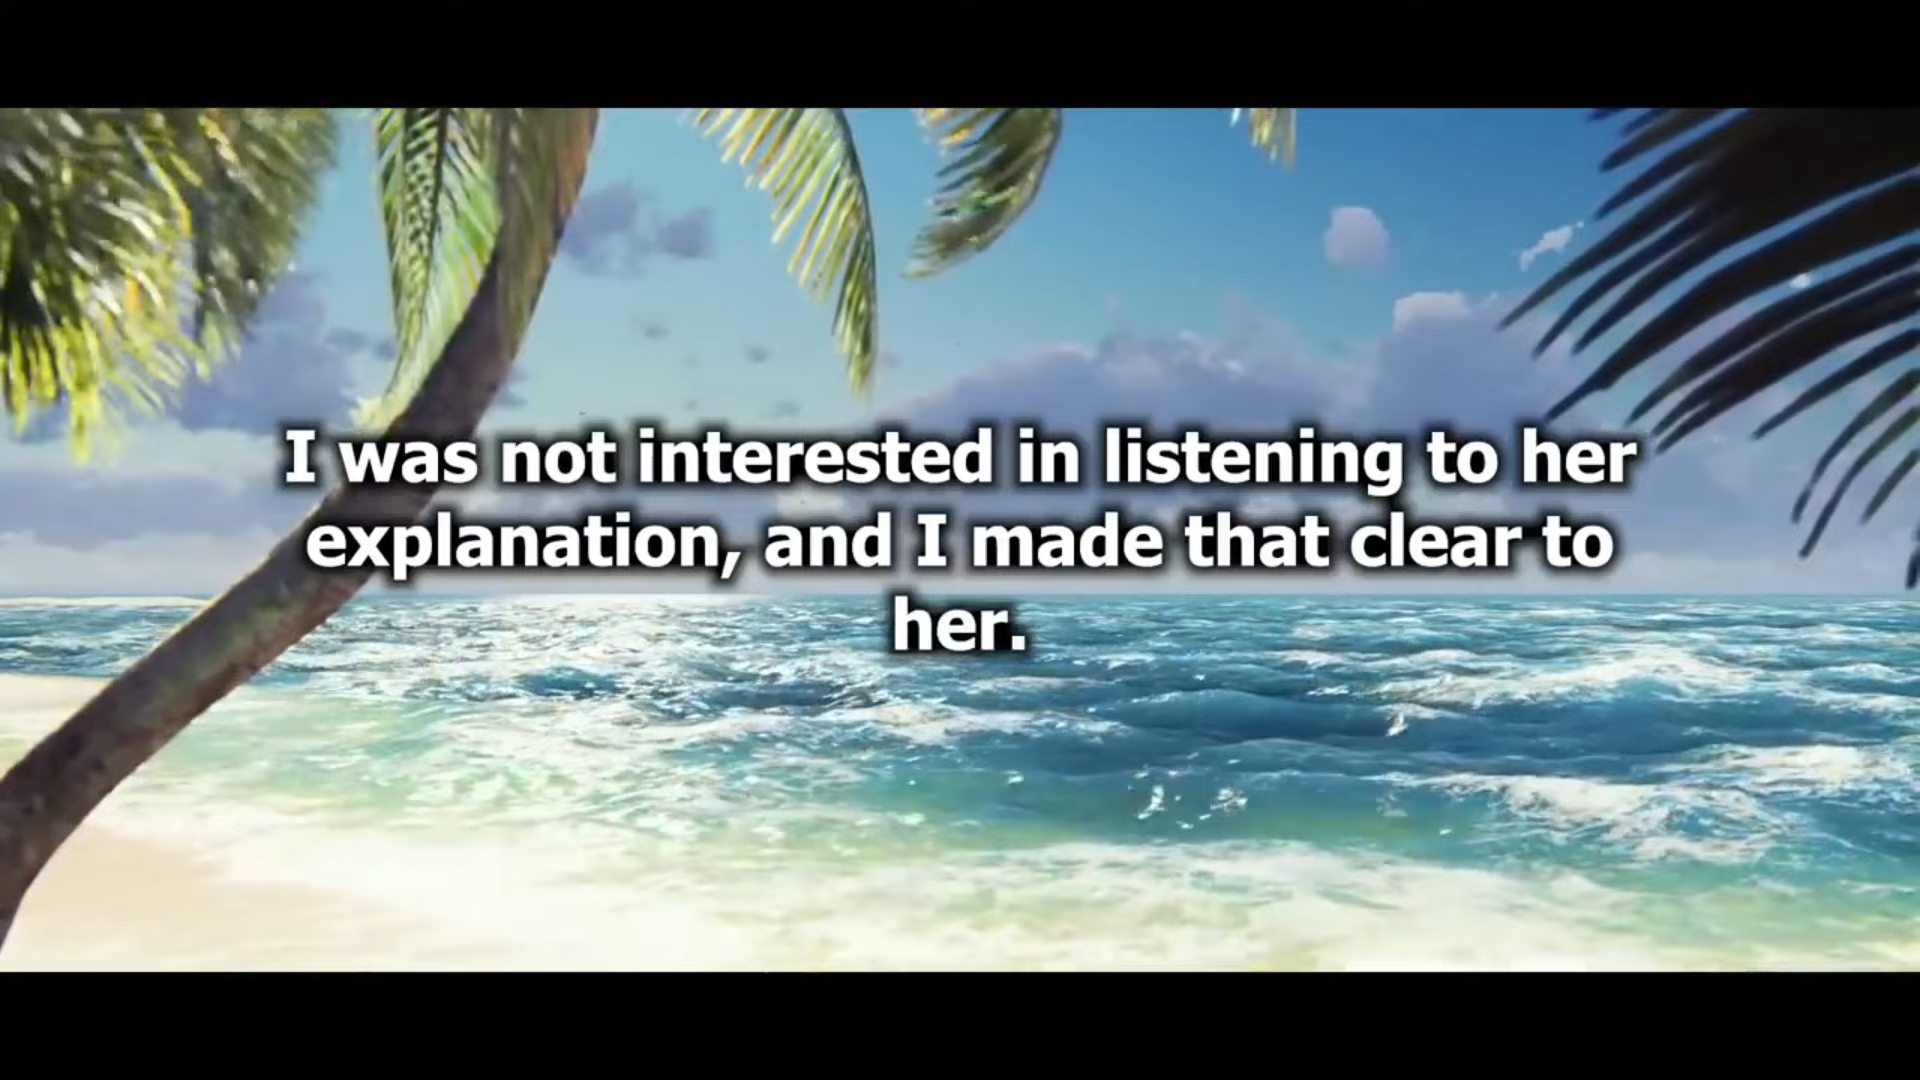 I was not interested in listening to her
explanation, and I made that clear to
her.